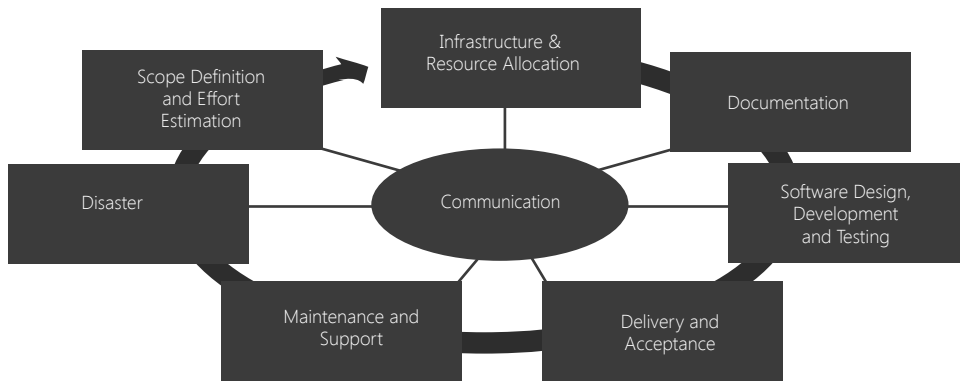 Infrastructure &
Resource Allocation
Scope Definition
and Effort
Estimation
Documentation
Disaster
Communication
Software Design,
Development
and Testing
Maintenance and
Support
Delivery and
Acceptance